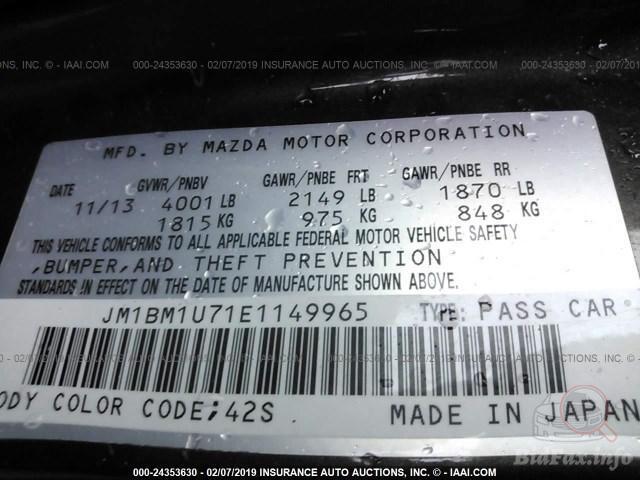 AUCTIONS, INC. - IAAI.COM 000-24353630 - 02/07/2019 INSURANCE AUTO AUCTIONS, INC. - IAAI.COM 000-24353630 - 02/07/2019
MFD. BY MAZDA MOTOR CORPORATION
DATE GVWR/PNBV GAWR/PNBE FRT GAWR/PNBE RR
11/13 4001 LB 2149 LB 1870 LB
1815 KG 975 KG 848 KG
THIS VEHICLE CONFORMS TO ALL APPLICABLE FEDERAL MOTOR VEHICLE SAFETY
,BUMPER,AND THEFT PREVENTION
STANDARDS IN EFFECT ON THE DATE OF MANUFACTURE SHOWN ABOVE.
JM1BM1U71E1149965 TYPE: PASS CAR
ODY COLOR CODE;42S MADE IN JAPAN
BidFax.info
000-24353630 - 02/07/2019 INSURANCE AUTO AUCTIONS, INC. - IAAI.COM